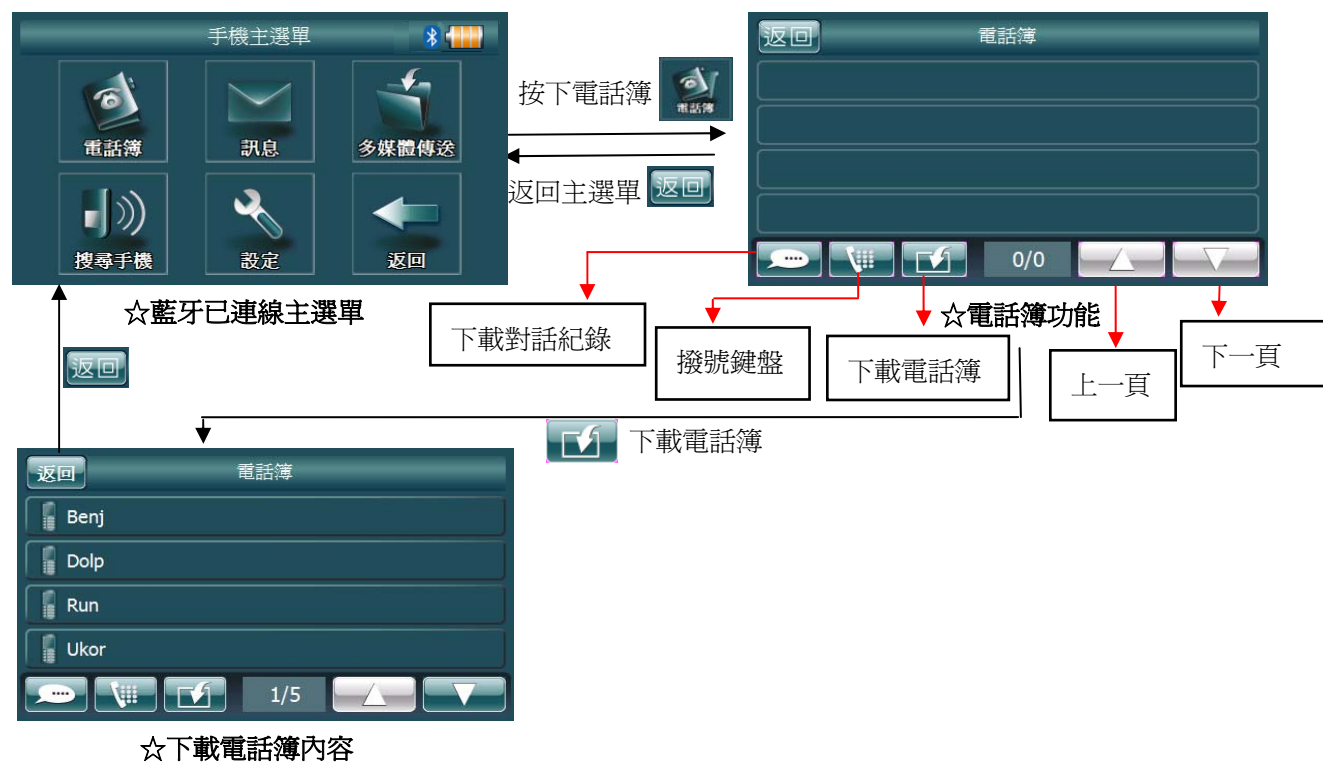 手機主選單
電話簿
訊息
多媒體傳送
搜尋手機
設定
返回
☆藍牙已連線主選單
按下電話簿
電話簿
返回主選單
返回
返回
電話簿
0/0
下載對話紀錄
撥號鍵盤
下載電話簿
☆電話簿功能
上一頁
下一頁
返回
下載電話簿
返回
電話簿
Benj
Dolp
Run
Ukor
1/5
☆下載電話簿內容